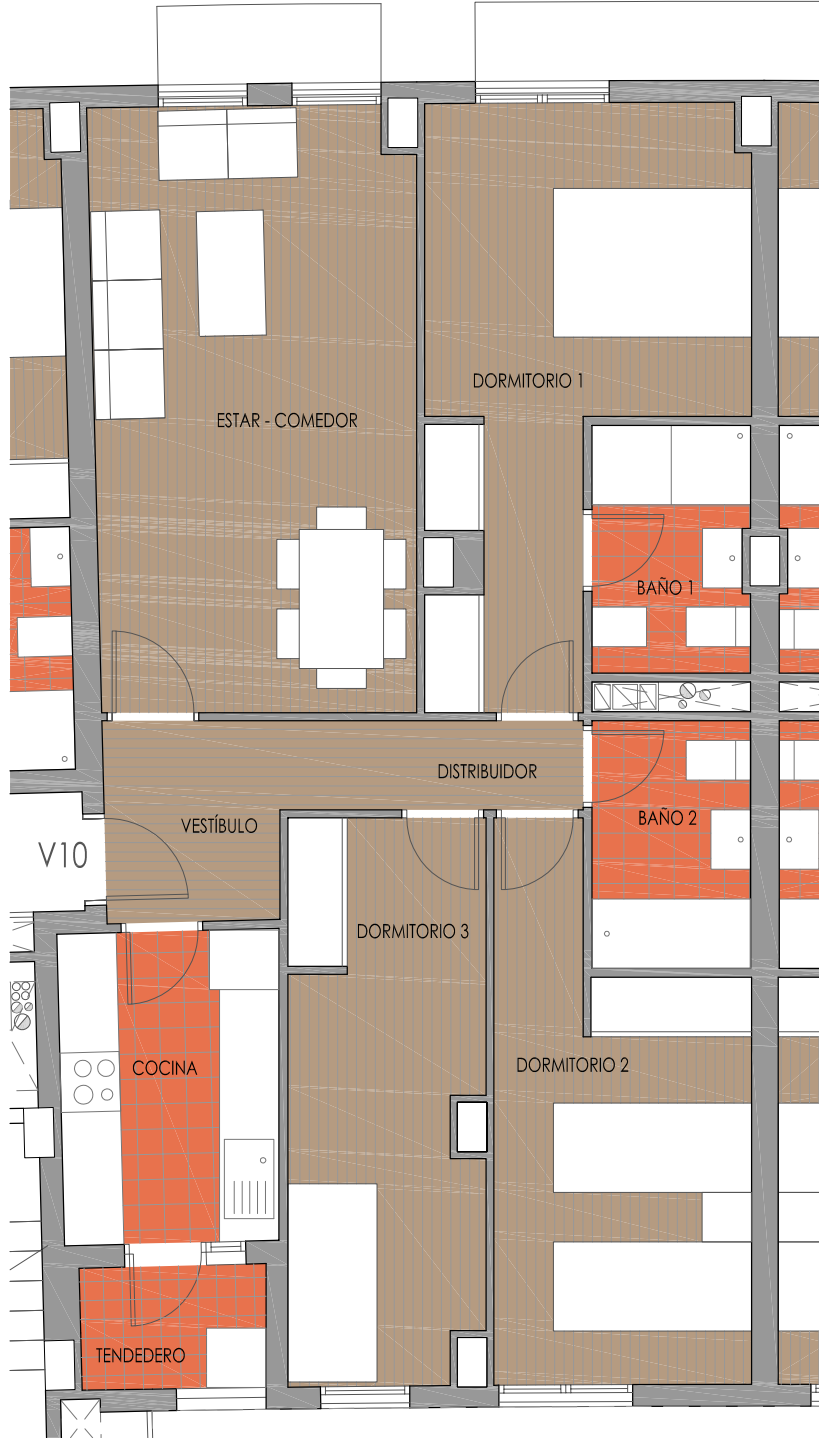 DORMITORIO 1
ESTAR - COMEDOR
BAÑO 1
DISTRIBUIDOR
BAÑO 2
VESTÍBULO
V10
DORMITORIO 3
COCINA
DORMITORIO 2
TENDEDERO